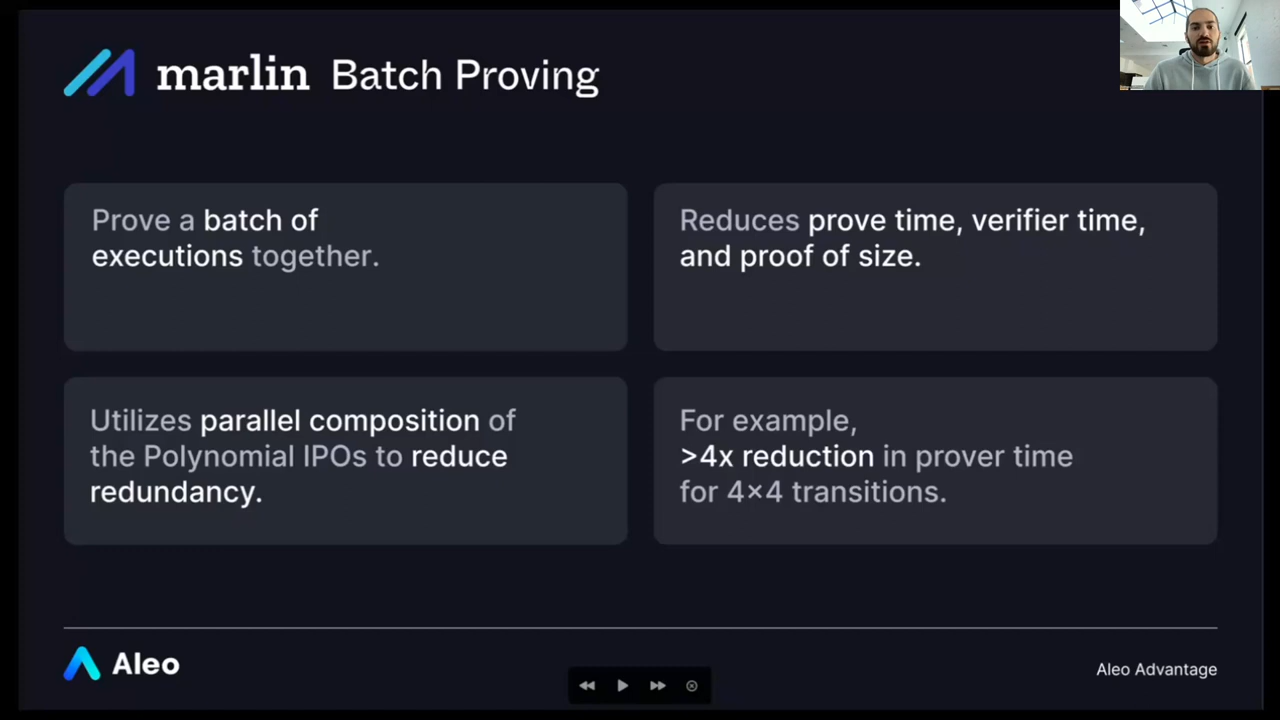 marlin Batch Proving
Prove a batch of
executions together.
Reduces prove time, verifier time,
and proof of size.
Utilizes parallel composition of
the Polynomial IPOs to reduce
redundancy.
For example,
>4x reduction in prover time
for 4×4 transitions.
Aleo
Aleo Advantage